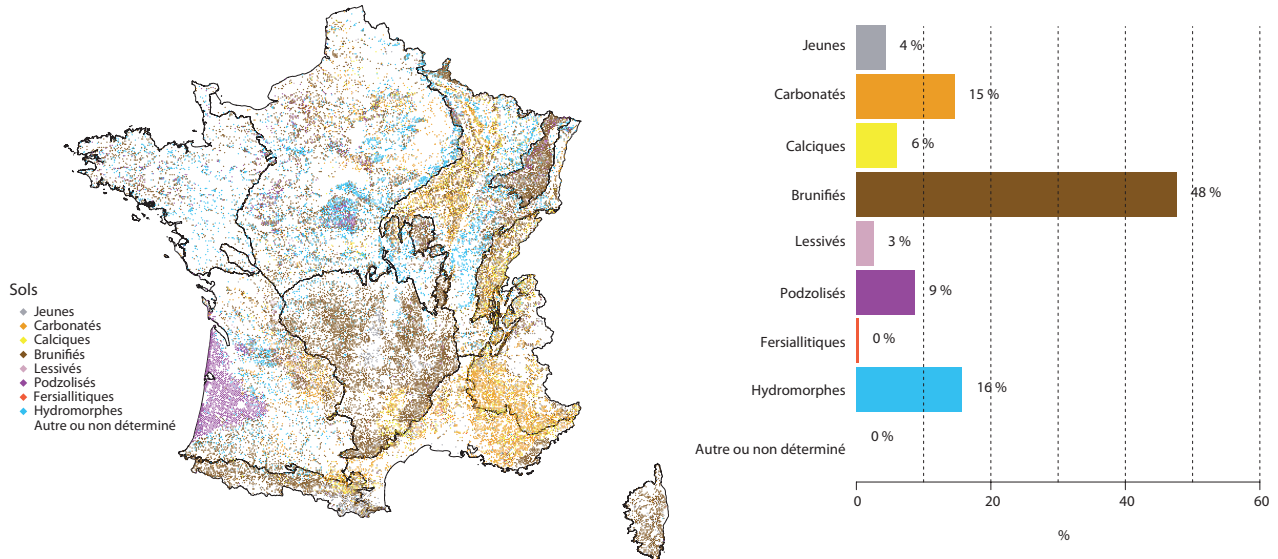 Sols
Jeunes
Carbonatés
Calciques
Brunifiés
Lessivés
Podzolisés
Fersiallitiques
Hydromorphes
Autre ou non déterminé
Jeunes 4 %
Carbonatés 15 %
Calciques 6 %
Brunifiés 48 %
Lessivés 3 %
Podzolisés 9 %
Fersiallitiques 0 %
Hydromorphes 16 %
Autre ou non déterminé 0 %
0 20 40 60
%